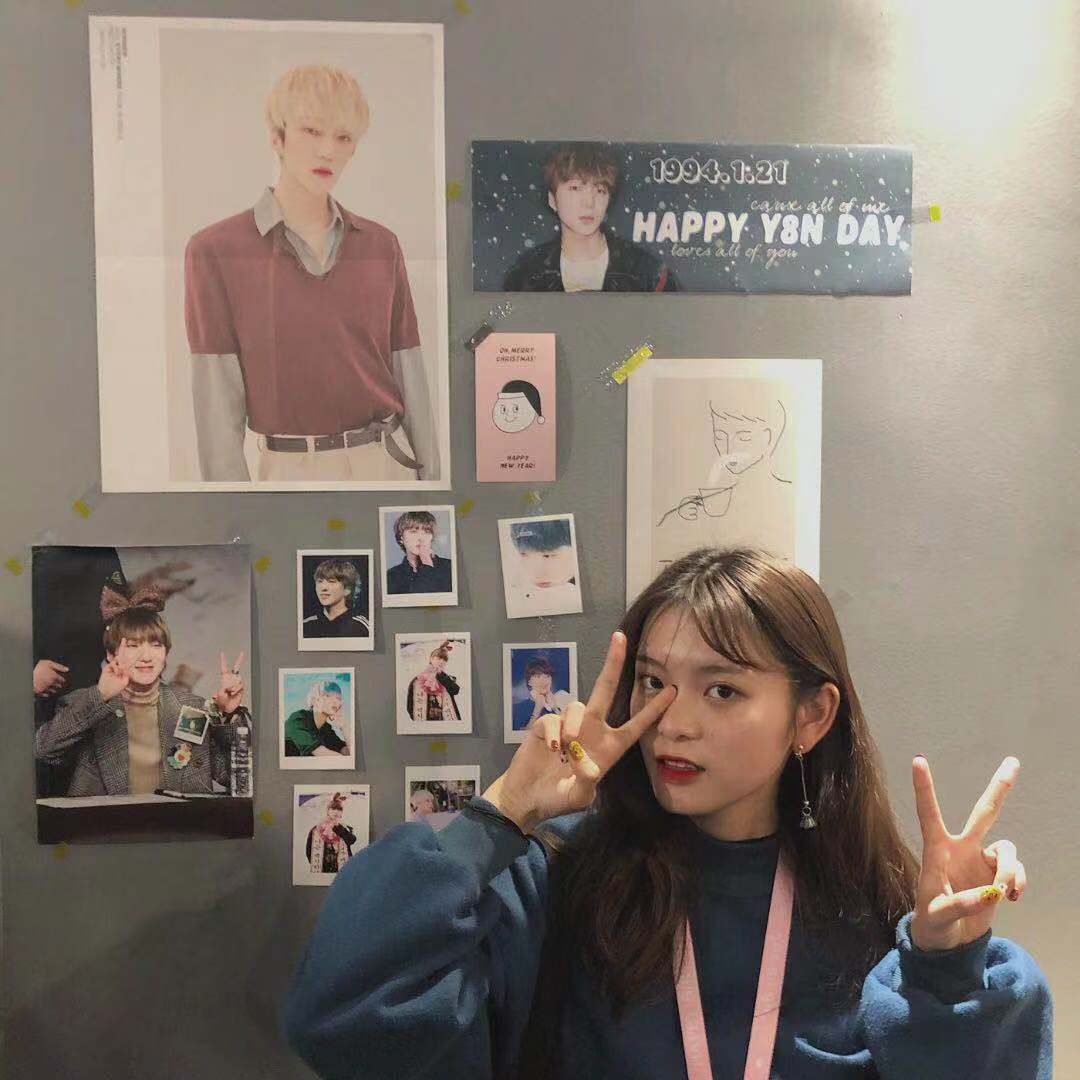 1994.1.21
cause all of me
HAPPY Y8N DAY
loves all of you
OH, MERRY
CHRISTMAS!
HAPPY
NEW YEAR!